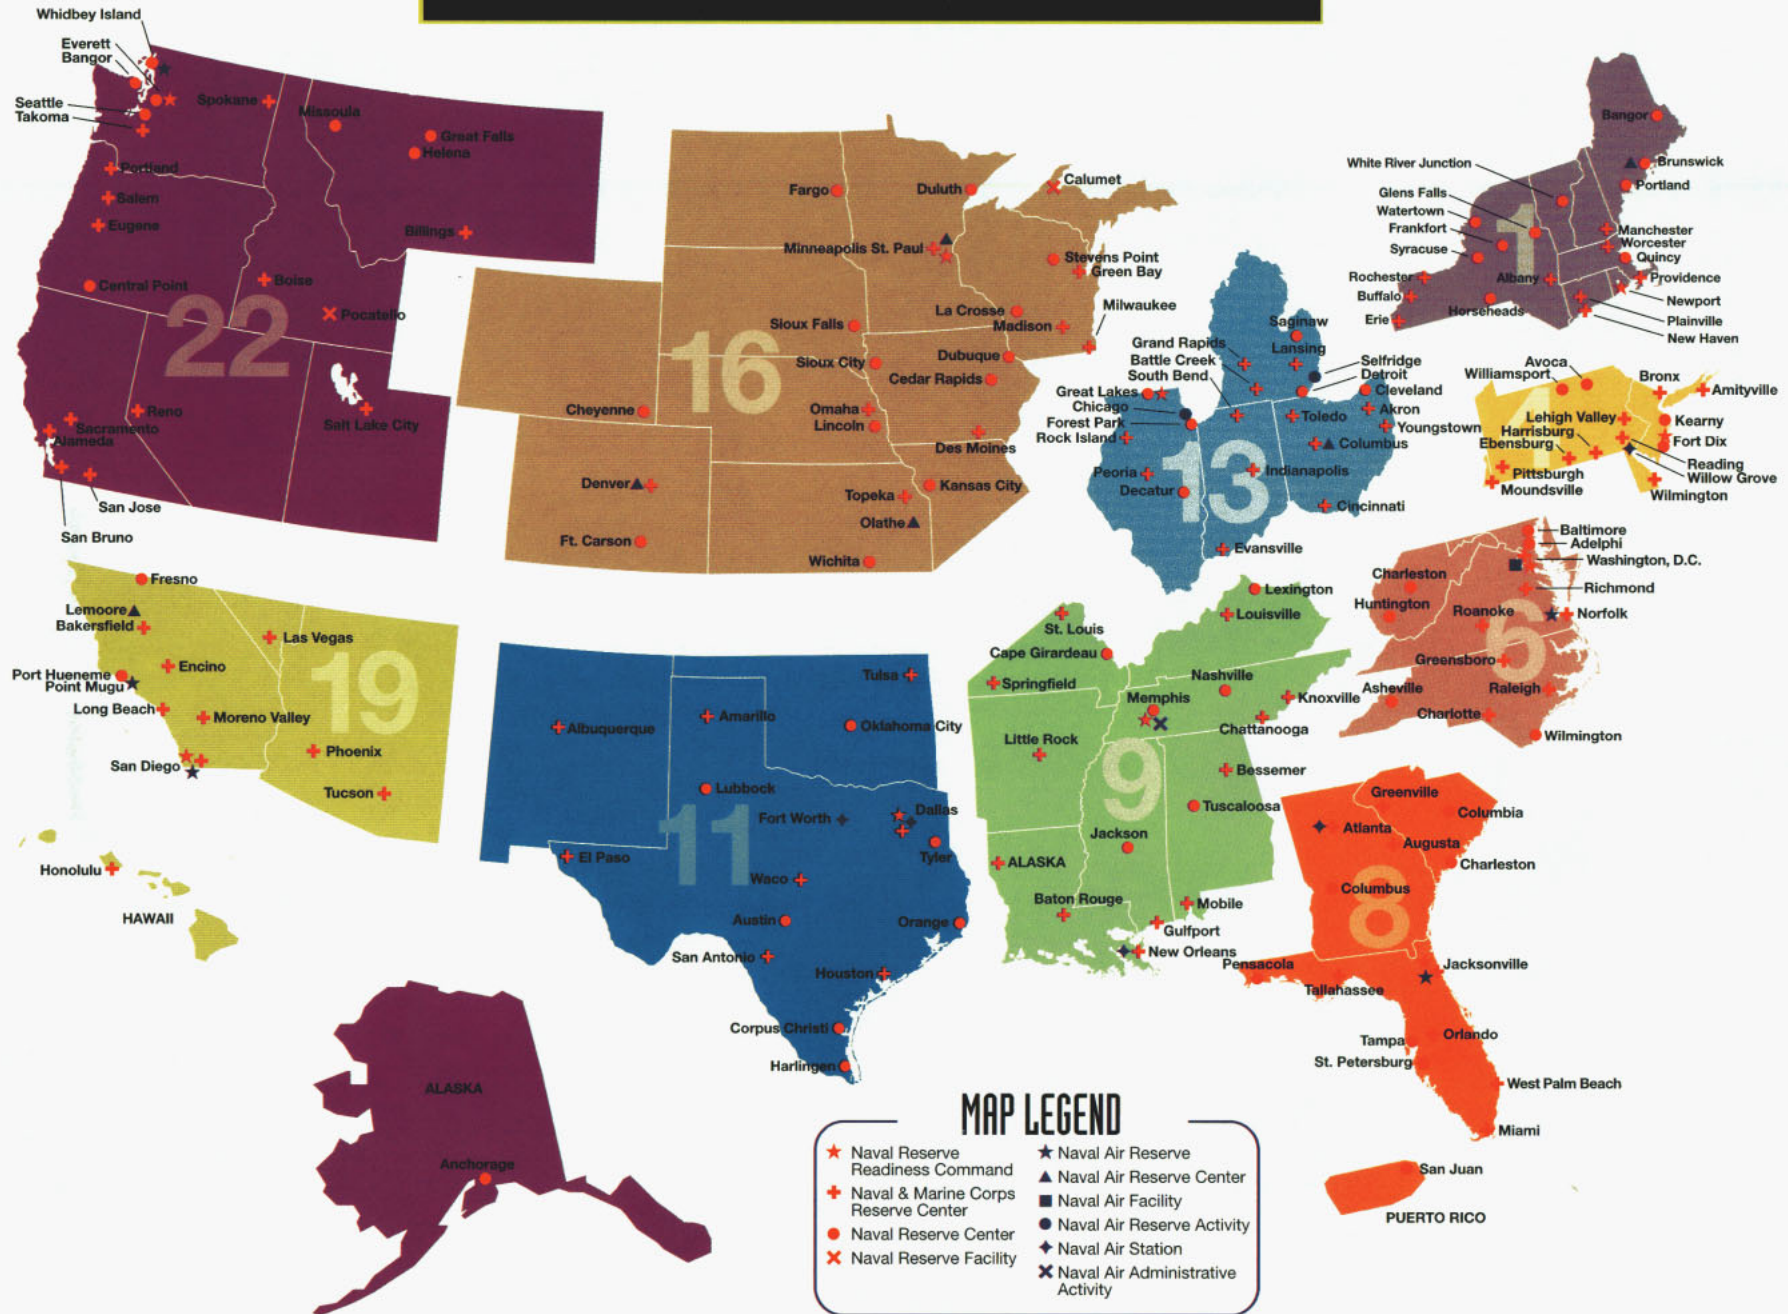 Whidbey Island
Everett
Bangor
Seattle
Takoma
Spokane
Missoula
Great Falls
Helena
Portland
Salem
Eugene
Billings
Central Point
Boise
Pocatello
22
Reno
Sacramento
Alameda
Salt Lake City
San Jose
San Bruno
Fargo
Duluth
Calumet
Minneapolis St. Paul
Stevens Point
Green Bay
La Crosse
Milwaukee
Madison
Sioux Falls
16
Sioux City
Dubuque
Cedar Rapids
Cheyenne
Omaha
Lincoln
Des Moines
Denver
Topeka
Kansas City
Olathe
Ft. Carson
Wichita
Saginaw
Grand Rapids
Lansing
Battle Creek
South Bend
Selfridge
Detroit
Great Lakes
Cleveland
Chicago
Akron
Forest Park
Toledo
Youngstown
Rock Island
Columbus
13
Peoria
Indianapolis
Decatur
Cincinnati
Evansville
Bangor
White River Junction
Brunswick
Glens Falls
Portland
Watertown
1
Frankfort
Manchester
Syracuse
Worcester
Quincy
Rochester
Albany
Providence
Buffalo
Newport
Horseheads
Erie
Plainville
New Haven
Avoca
Williamsport
Bronx
Amityville
4
Lehigh Valley
Kearny
Harrisburg
Ebensburg
Fort Dix
Reading
Pittsburgh
Willow Grove
Moundsville
Wilmington
Baltimore
Adelphi
Washington, D.C.
Charleston
Richmond
Huntington
Roanoke
Norfolk
6
Greensboro
Asheville
Raleigh
Charlotte
Wilmington
Fresno
Lemoore
Bakersfield
Las Vegas
Encino
Port Hueneme
Point Mugu
19
Long Beach
Moreno Valley
Phoenix
San Diego
Tucson
Honolulu
HAWAII
Tulsa
Amarillo
Albuquerque
Oklahoma City
Lubbock
Fort Worth
Dallas
11
Tyler
El Paso
Waco
Austin
Orange
San Antonio
Houston
Corpus Christi
Harlingen
Lexington
St. Louis
Louisville
Cape Girardeau
Springfield
Nashville
Memphis
Knoxville
Chattanooga
Little Rock
9
Bessemer
Tuscaloosa
Jackson
ALASKA
Baton Rouge
Mobile
Gulfport
New Orleans
Greenville
Columbia
Atlanta
Augusta
Charleston
8
Columbus
Pensacola
Jacksonville
Tallahassee
Orlando
Tampa
St. Petersburg
West Palm Beach
Miami
San Juan
PUERTO RICO
ALASKA
Anchorage
MAP LEGEND
Naval Reserve
Readiness Command
Naval & Marine Corps
Reserve Center
Naval Reserve Center
Naval Reserve Facility
Naval Air Reserve
Naval Air Reserve Center
Naval Air Facility
Naval Air Reserve Activity
Naval Air Station
Naval Air Administrative
Activity